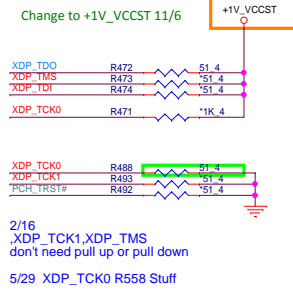 Change to +1V_VCCST 11/6
+1V_VCCST
XDP_TDO R472 51_4
XDP_TMS R473 *51_4
XDP_TDI R474 *51_4
XDP_TCK0 R471 *1K_4
XDP_TCK0 R488 51_4
XDP_TCK1 R493 *51_4
PCH_TRST# R492 *51_4
2/16
,XDP_TCK1,XDP_TMS
don't need pull up or pull down
5/29 XDP_TCK0 R558 Stuff